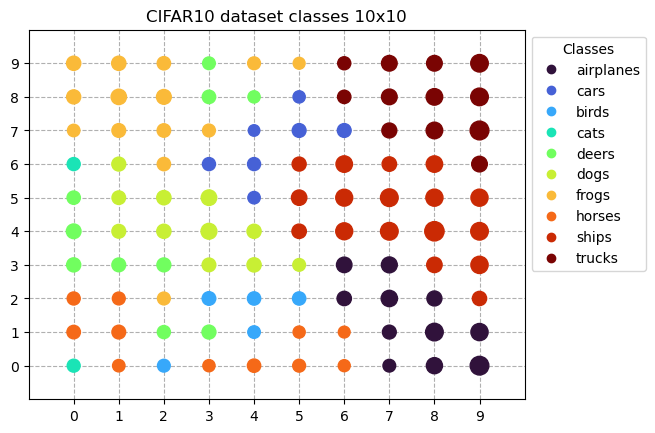 CIFAR10 dataset classes 10x10
9
8
7
6
5
4
3
2
1
0
0 1 2 3 4 5 6 7 8 9
Classes
airplanes
cars
birds
cats
deers
dogs
frogs
horses
ships
trucks